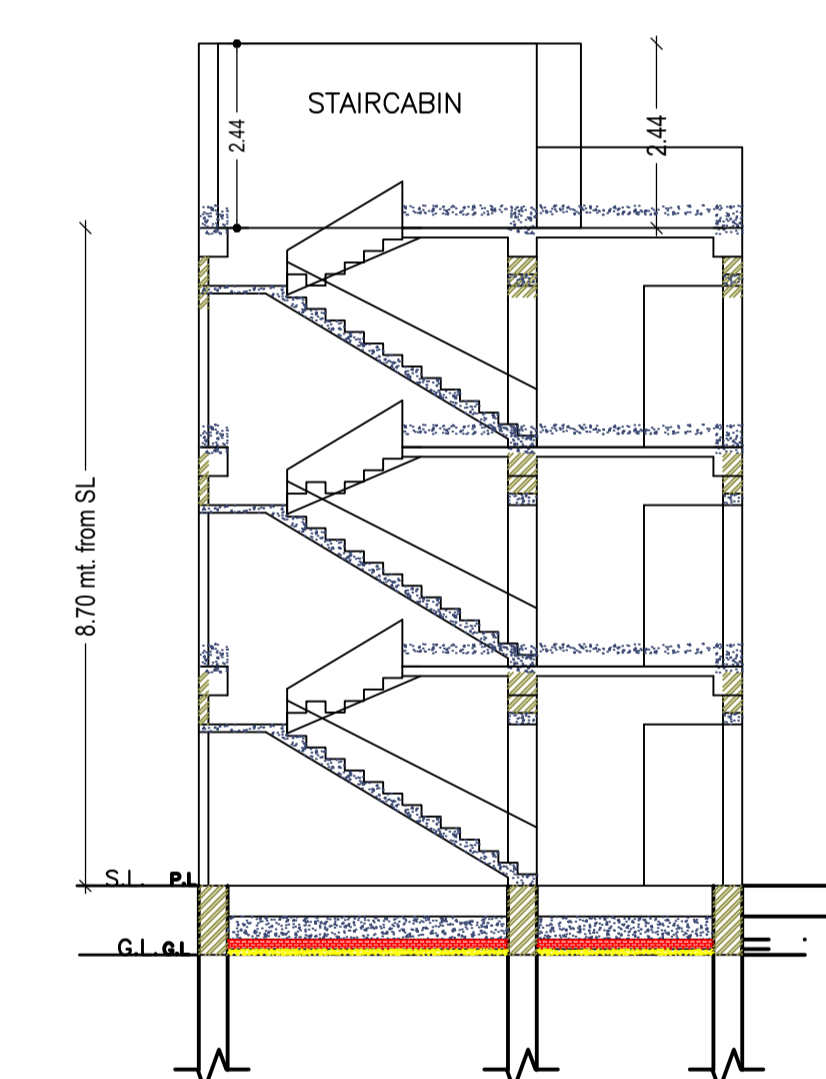 STAIRCABIN
2.44
2.44
8.70 mt. from SL
S.L. P.L
G.L. G.L